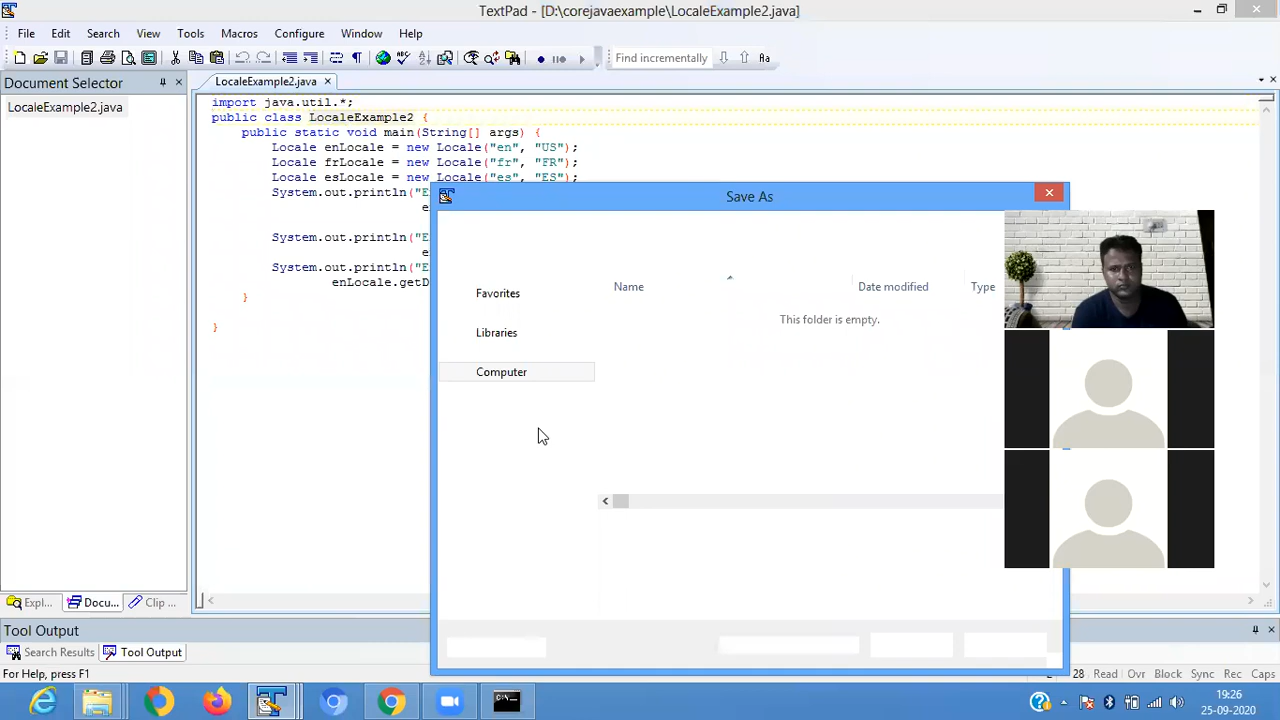 TextPad - [D:\corejavaexample\LocaleExample2.java]
File Edit Search View Tools Macros Configure Window Help
Find incrementally
Document Selector
LocaleExample2.java
LocaleExample2.java
import java.util.*;
public class LocaleExample2 {
public static void main(String[] args) {
Locale enLocale = new Locale("en", "US");
Locale frLocale = new Locale("fr", "FR");
Locale esLocale = new Locale("es", "ES");
System.out.println("E
e
System.out.println("E
e
System.out.println("E
enLocale.getD
}
}
Save As
Name Date modified Type
This folder is empty.
Favorites
Libraries
Computer
Expl... Docu... Clip ...
Tool Output
Search Results Tool Output
For Help, press F1
28 Read Ovr Block Sync Rec Caps
19:26
25-09-2020